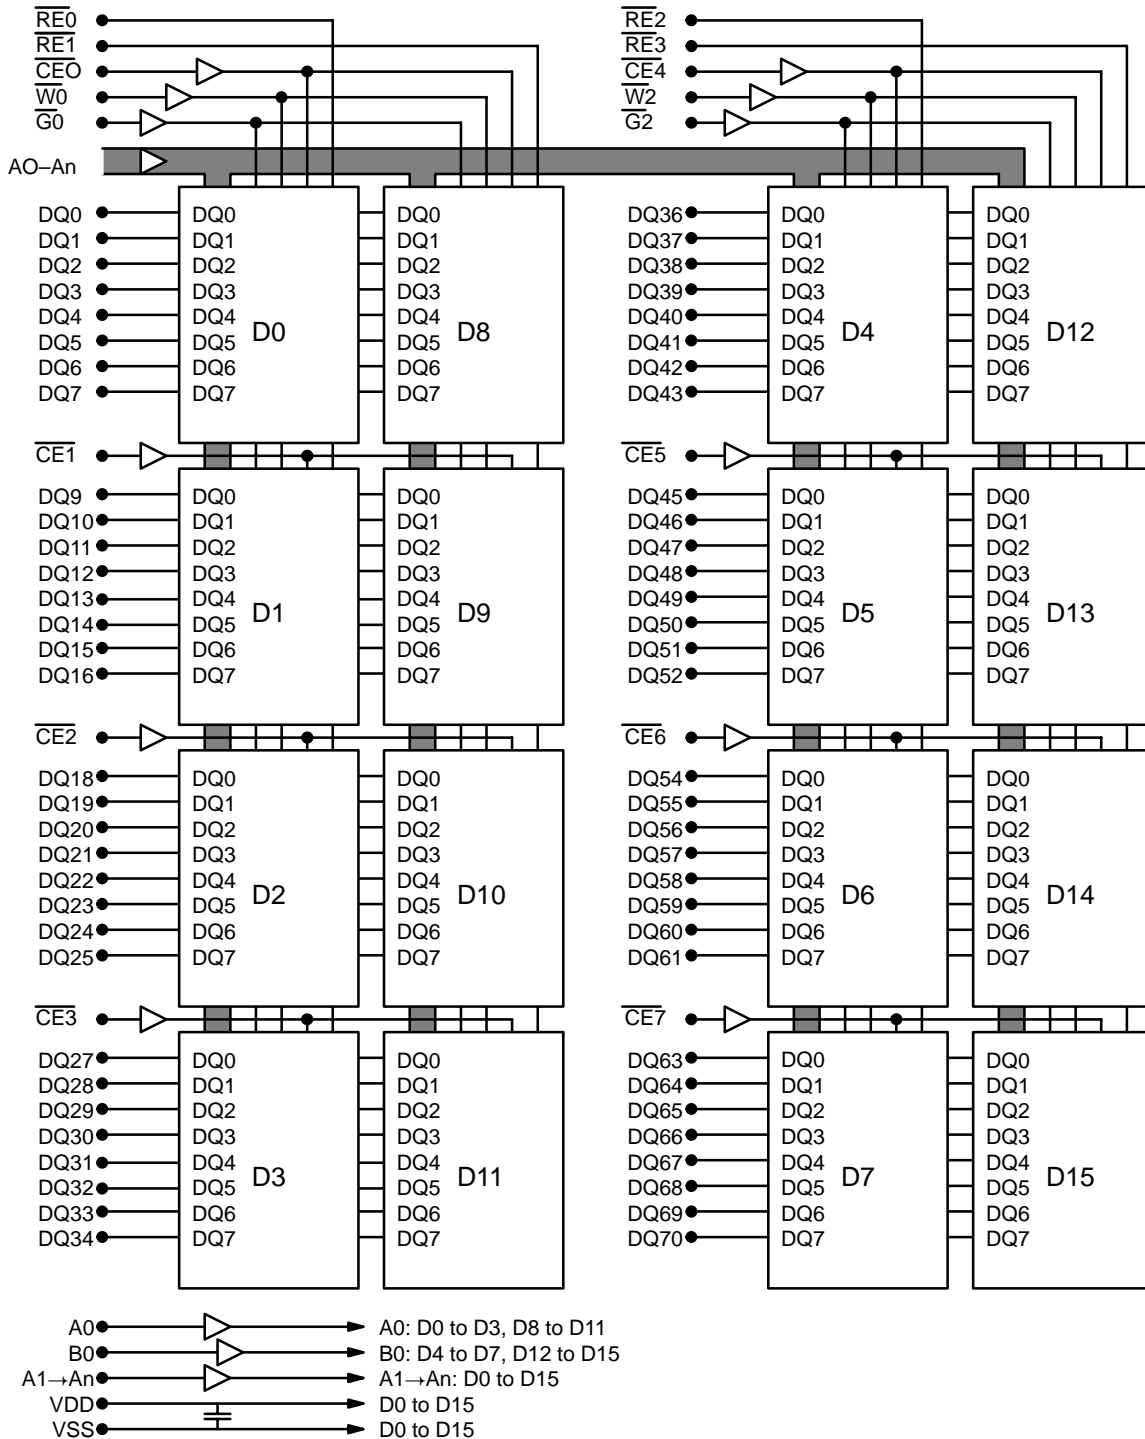 RE0
RE1
CEO
W0
G0
AO–An
RE2
RE3
CE4
W2
G2
DQ0 DQ0 DQ0
DQ1 DQ1 DQ1
DQ2 DQ2 DQ2
DQ3 DQ3 DQ3
DQ4 DQ4 DQ4
DQ5 DQ5 DQ5
DQ6 DQ6 DQ6
DQ7 DQ7 DQ7
D0 D8
DQ36 DQ0 DQ0
DQ37 DQ1 DQ1
DQ38 DQ2 DQ2
DQ39 DQ3 DQ3
DQ40 DQ4 DQ4
DQ41 DQ5 DQ5
DQ42 DQ6 DQ6
DQ43 DQ7 DQ7
D4 D12
CE1
DQ9 DQ0 DQ0
DQ10 DQ1 DQ1
DQ11 DQ2 DQ2
DQ12 DQ3 DQ3
DQ13 DQ4 DQ4
DQ14 DQ5 DQ5
DQ15 DQ6 DQ6
DQ16 DQ7 DQ7
D1 D9
CE5
DQ45 DQ0 DQ0
DQ46 DQ1 DQ1
DQ47 DQ2 DQ2
DQ48 DQ3 DQ3
DQ49 DQ4 DQ4
DQ50 DQ5 DQ5
DQ51 DQ6 DQ6
DQ52 DQ7 DQ7
D5 D13
CE2
DQ18 DQ0 DQ0
DQ19 DQ1 DQ1
DQ20 DQ2 DQ2
DQ21 DQ3 DQ3
DQ22 DQ4 DQ4
DQ23 DQ5 DQ5
DQ24 DQ6 DQ6
DQ25 DQ7 DQ7
D2 D10
CE6
DQ54 DQ0 DQ0
DQ55 DQ1 DQ1
DQ56 DQ2 DQ2
DQ57 DQ3 DQ3
DQ58 DQ4 DQ4
DQ59 DQ5 DQ5
DQ60 DQ6 DQ6
DQ61 DQ7 DQ7
D6 D14
CE3
DQ27 DQ0 DQ0
DQ28 DQ1 DQ1
DQ29 DQ2 DQ2
DQ30 DQ3 DQ3
DQ31 DQ4 DQ4
DQ32 DQ5 DQ5
DQ33 DQ6 DQ6
DQ34 DQ7 DQ7
D3 D11
CE7
DQ63 DQ0 DQ0
DQ64 DQ1 DQ1
DQ65 DQ2 DQ2
DQ66 DQ3 DQ3
DQ67 DQ4 DQ4
DQ68 DQ5 DQ5
DQ69 DQ6 DQ6
DQ70 DQ7 DQ7
D7 D15
A0 A0: D0 to D3, D8 to D11
B0 B0: D4 to D7, D12 to D15
A1→An A1→An: D0 to D15
VDD D0 to D15
VSS D0 to D15